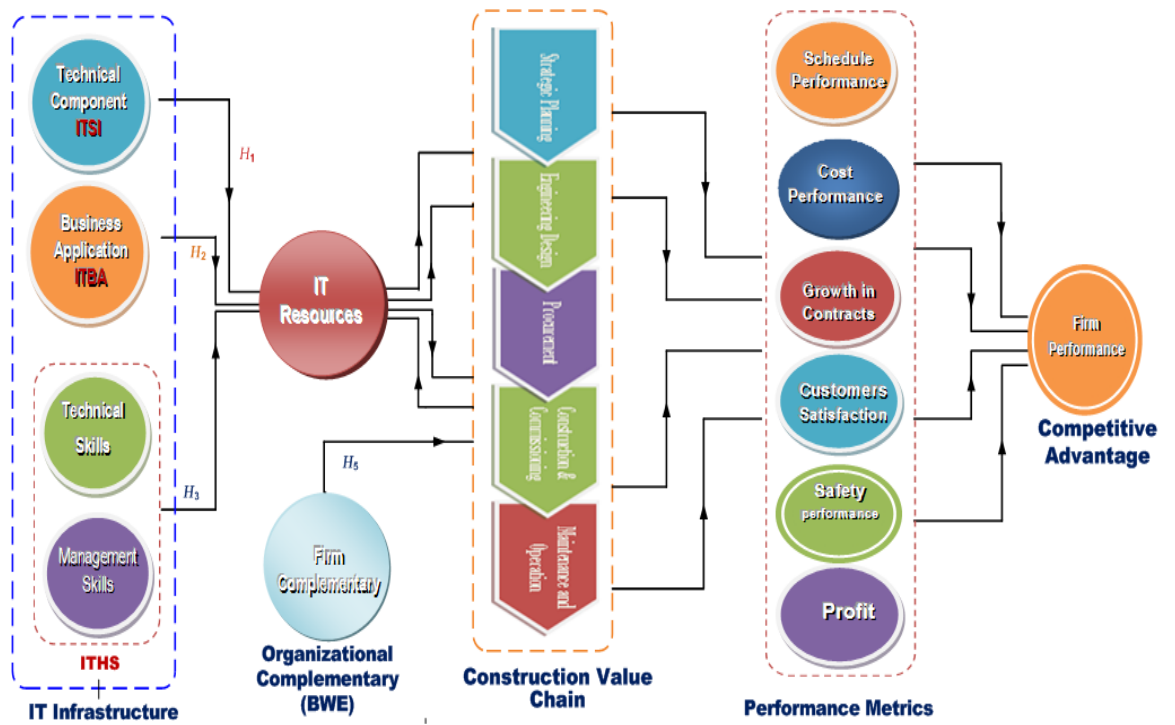 Technical
Component
ITSI
Business
Application
ITBA
Technical
Skills
Management
Skills
ITHS
IT Infrastructure
H1
H2
H3
IT
Resources
H5
Firm
Complementary
Organizational
Complementary
(BWE)
Strategic Planning
Engineering Design
Procurement
Construction &
Commissioning
Maintenance and
Operation
Construction Value
Chain
Schedule
Performance
Cost
Performance
Growth in
Contracts
Customers
Satisfaction
Safety
performance
Profit
Performance Metrics
Firm
Performance
Competitive
Advantage